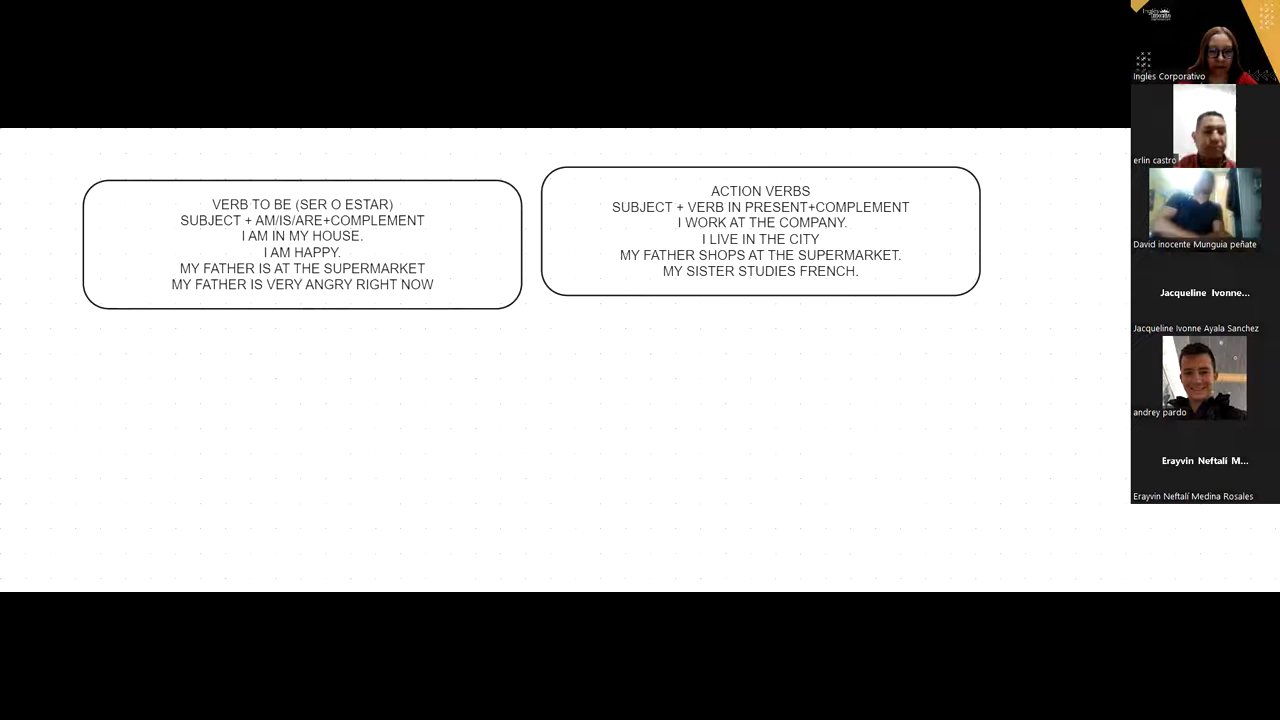 VERB TO BE (SER O ESTAR)
SUBJECT + AM/IS/ARE+COMPLEMENT
I AM IN MY HOUSE.
I AM HAPPY.
MY FATHER IS AT THE SUPERMARKET
MY FATHER IS VERY ANGRY RIGHT NOW
ACTION VERBS
SUBJECT + VERB IN PRESENT+COMPLEMENT
I WORK AT THE COMPANY.
I LIVE IN THE CITY
MY FATHER SHOPS AT THE SUPERMARKET.
MY SISTER STUDIES FRENCH.
Ingles Corporativo
erlin castro
David inocente Munguia peñate
Jacqueline Ivonne...
Jacqueline Ivonne Ayala Sanchez
andrey pardo
Erayvin Neftalí M...
Erayvin Neftalí Medina Rosales